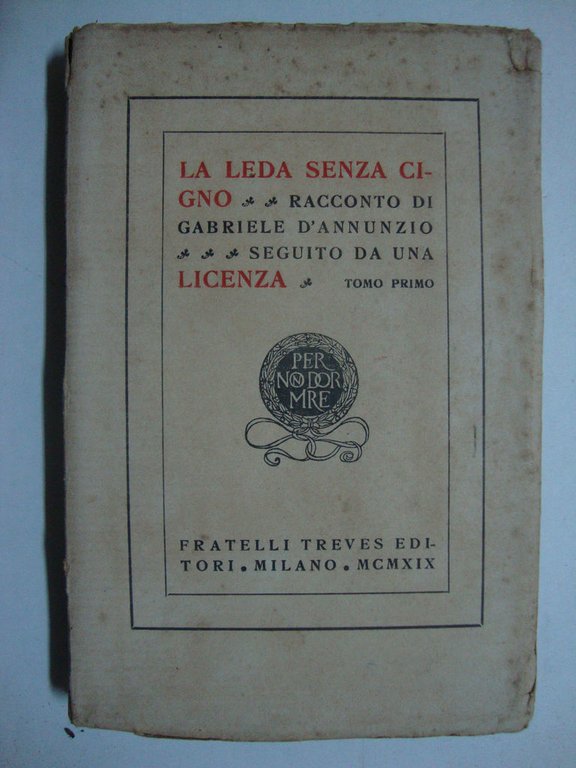 LA LEDA SENZA CI-
GNO RACCONTO DI
GABRIELE D'ANNUNZIO
SEGUITO DA UNA
LICENZA TOMO PRIMO
PER
NON DOR
MIRE
FRATELLI TREVES EDI-
TORI • MILANO • MCMXIX